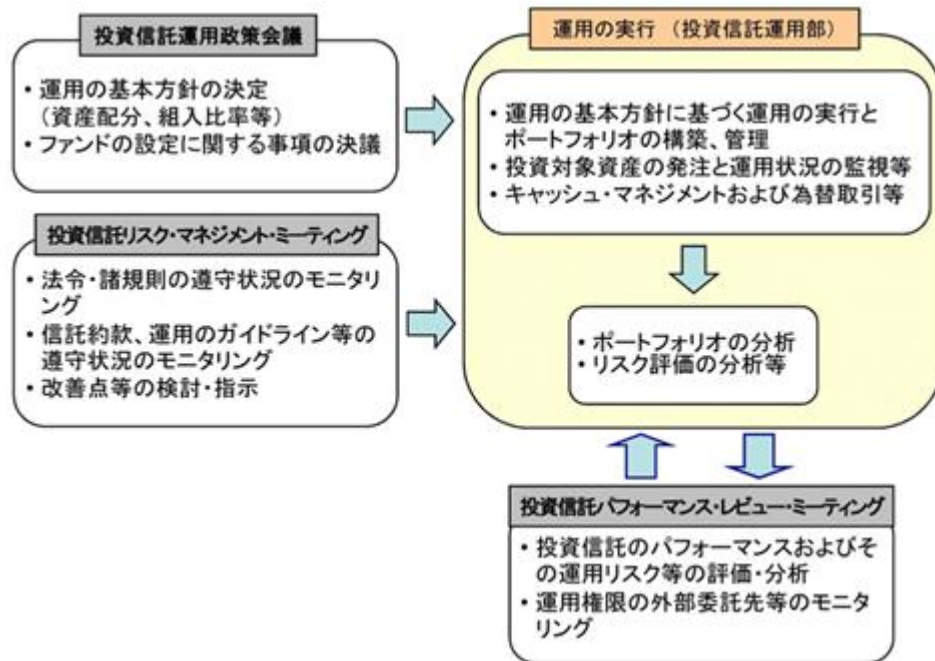 投資信託運用政策会議
・運用の基本方針の決定
（資産配分、組入比率等）
・ファンドの設定に関する事項の決議
投資信託リスク・マネジメント・ミーティング
・法令・諸規則の遵守状況のモニタリ
ング
・信託約款、運用のガイドライン等の
遵守状況のモニタリング
・改善点等の検討・指示
運用の実行　（投資信託運用部）
・運用の基本方針に基づく運用の実行と
ポートフォリオの構築、管理
・投資対象資産の発注と運用状況の監視等
・キャッシュ・マネジメントおよび為替取引等
・ポートフォリオの分析
・リスク評価の分析等
投資信託パフォーマンス・レビュー・ミーティング
・投資信託のパフォーマンスおよびそ
の運用リスク等の評価・分析
・運用権限の外部委託先等のモニタ
リング